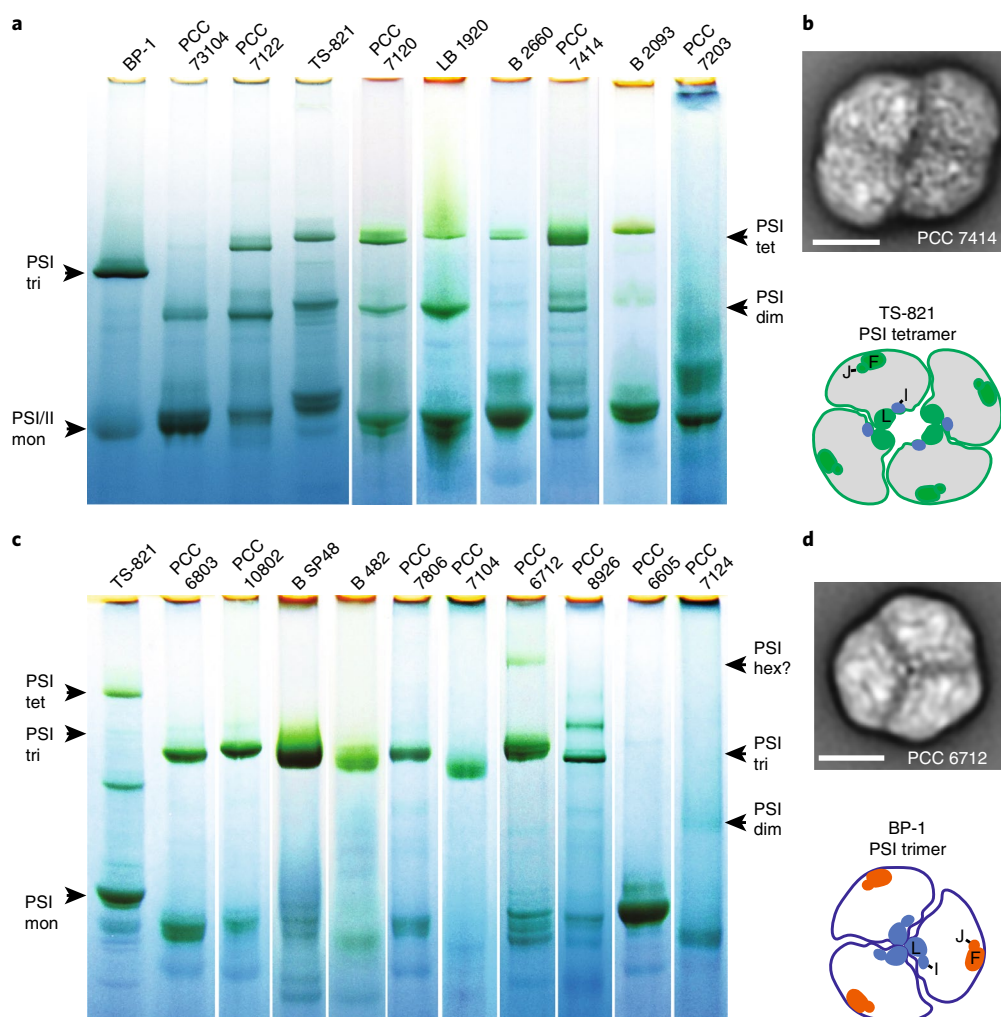 a
BP-1
PCC
73104
PCC
7122
TS-821
PCC
7120
LB 1920
B 2660
PCC
7414
B 2093
PCC
7203
PSI
tri
PSI/II
mon
PSI
tet
PSI
dim
b
PCC 7414
TS-821
PSI tetramer
J
F
I
L
c
TS-821
PCC
6803
PCC
10802
B SP48
B 482
PCC
7806
PCC
7104
PCC
6712
PCC
8926
PCC
6605
PCC
7124
PSI
tet
PSI
tri
PSI
mon
PSI
hex?
PSI
tri
PSI
dim
d
PCC 6712
BP-1
PSI trimer
J
F
L
I